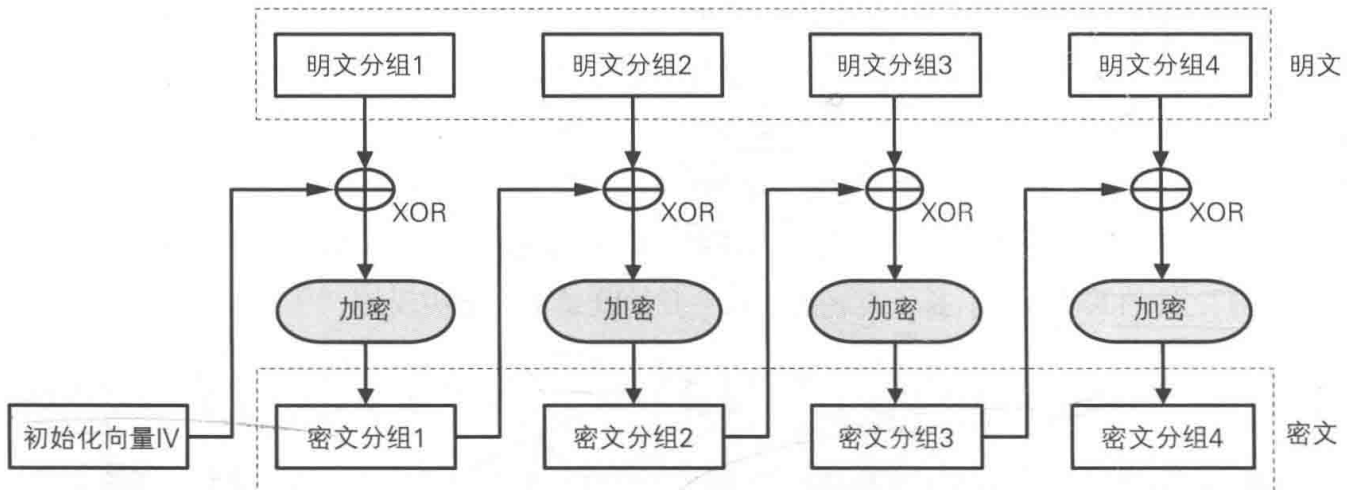 明文分组1 明文分组2 明文分组3 明文分组4 明文
XOR XOR XOR XOR
加密 加密 加密 加密
初始化向量IV 密文分组1 密文分组2 密文分组3 密文分组4 密文